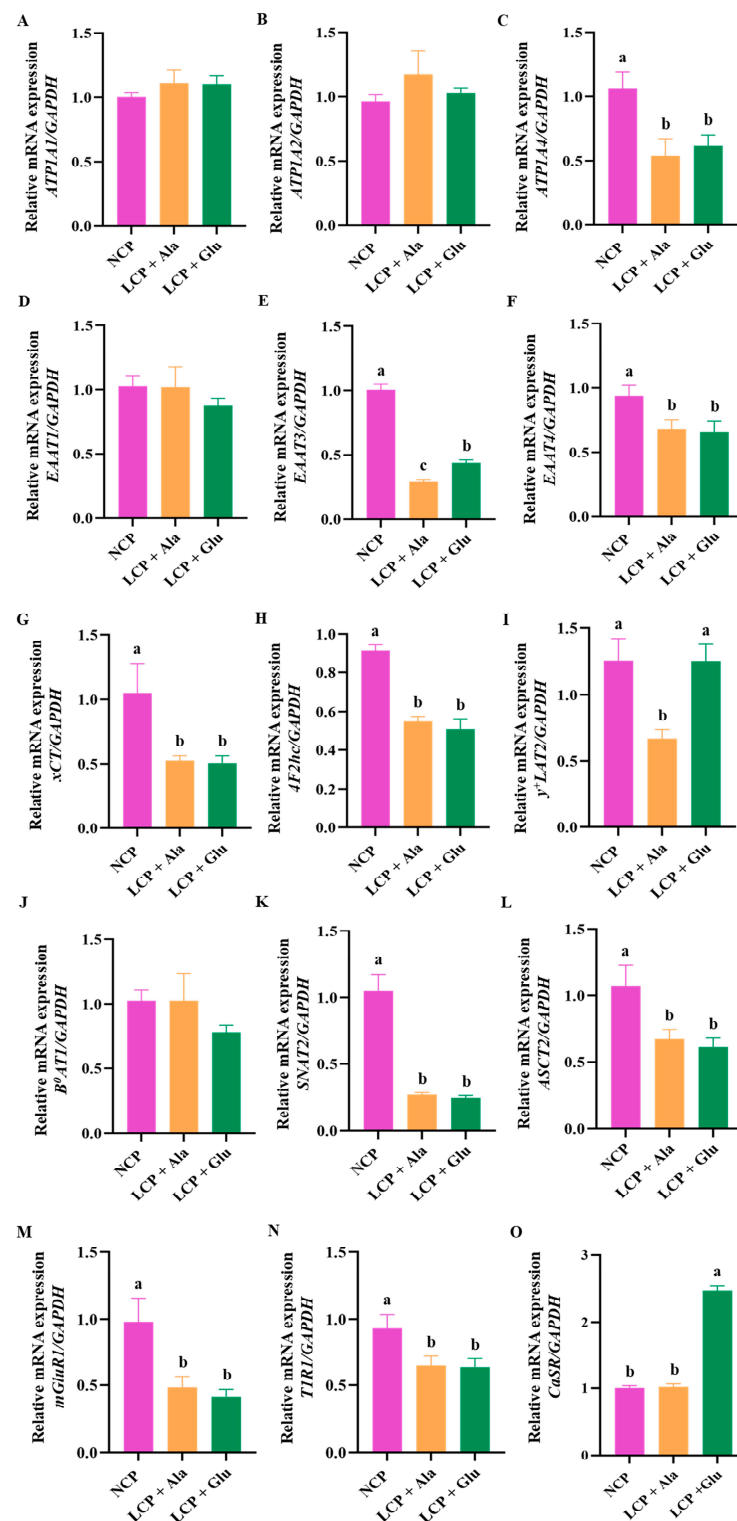 A
Relative mRNA expression
ATP1A1/GAPDH
1.5
1.0
0.5
0.0
NCP
LCP + Ala
LCP + Glu
B
Relative mRNA expression
ATP1A2/GAPDH
1.5
1.0
0.5
0.0
NCP
LCP + Ala
LCP + Glu
C
Relative mRNA expression
ATP1A4/GAPDH
1.5
1.0
0.5
0.0
a
b
b
NCP
LCP + Ala
LCP + Glu
D
Relative mRNA expression
EAAT1/GAPDH
1.5
1.0
0.5
0.0
NCP
LCP + Ala
LCP + Glu
E
Relative mRNA expression
EAAT3/GAPDH
1.5
1.0
0.5
0.0
a
c
b
NCP
LCP + Ala
LCP + Glu
F
Relative mRNA expression
EAAT4/GAPDH
1.5
1.0
0.5
0.0
a
b
b
NCP
LCP + Ala
LCP + Glu
G
Relative mRNA expression
xCT/GAPDH
1.5
1.0
0.5
0.0
a
b
b
NCP
LCP + Ala
LCP + Glu
H
Relative mRNA expression
4F2hc/GAPDH
1.0
0.8
0.6
0.4
0.2
0.0
a
b
b
NCP
LCP + Ala
LCP + Glu
I
Relative mRNA expression
y⁺LAT2/GAPDH
1.5
1.0
0.5
0.0
a
b
a
NCP
LCP + Ala
LCP + Glu
J
Relative mRNA expression
B⁰AT1/GAPDH
1.5
1.0
0.5
0.0
NCP
LCP + Ala
LCP + Glu
K
Relative mRNA expression
SNAT2/GAPDH
1.5
1.0
0.5
0.0
a
b
b
NCP
LCP + Ala
LCP + Glu
L
Relative mRNA expression
ASCT2/GAPDH
1.5
1.0
0.5
0.0
a
b
b
NCP
LCP + Ala
LCP + Glu
M
Relative mRNA expression
mGluR1/GAPDH
1.5
1.0
0.5
0.0
a
b
b
NCP
LCP + Ala
LCP + Glu
N
Relative mRNA expression
T1R1/GAPDH
1.5
1.0
0.5
0.0
a
b
b
NCP
LCP + Ala
LCP + Glu
O
Relative mRNA expression
CaSR/GAPDH
3
2
1
0
b
b
a
NCP
LCP + Ala
LCP +Glu